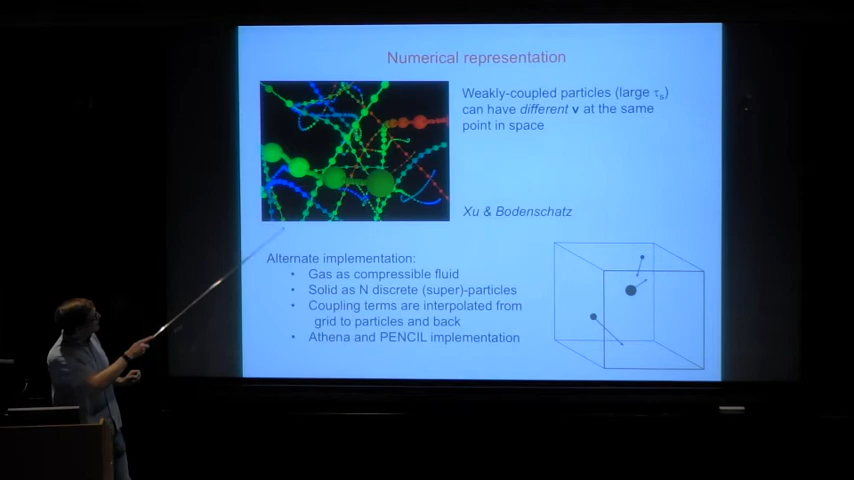 Numerical representation
Weakly-coupled particles (large τs)
can have different v at the same
point in space
Xu & Bodenschatz
Alternate implementation:
• Gas as compressible fluid
• Solid as N discrete (super)-particles
• Coupling terms are interpolated from
grid to particles and back
• Athena and PENCIL implementation